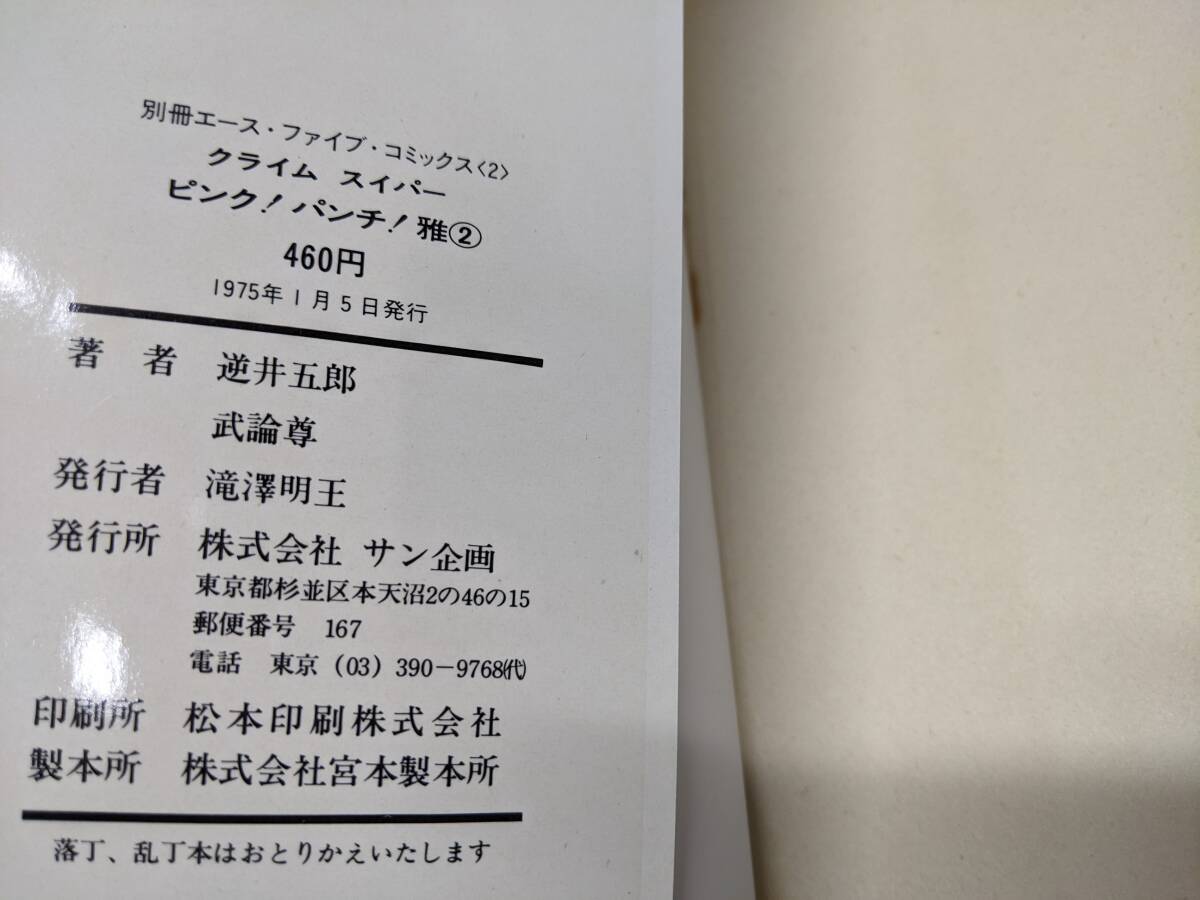 別冊エース・ファイブ・コミックス〈2〉
クライム スイパー
ピンク！パンチ！雅②
460円
1975年1月5日発行
著者 逆井五郎
武論尊
発行者 滝澤明王
発行所 株式会社 サン企画
東京都杉並区本天沼2の46の15
郵便番号 167
電話 東京（03）390－9768㈹
印刷所 松本印刷株式会社
製本所 株式会社宮本製本所
落丁、乱丁本はおとりかえいたします